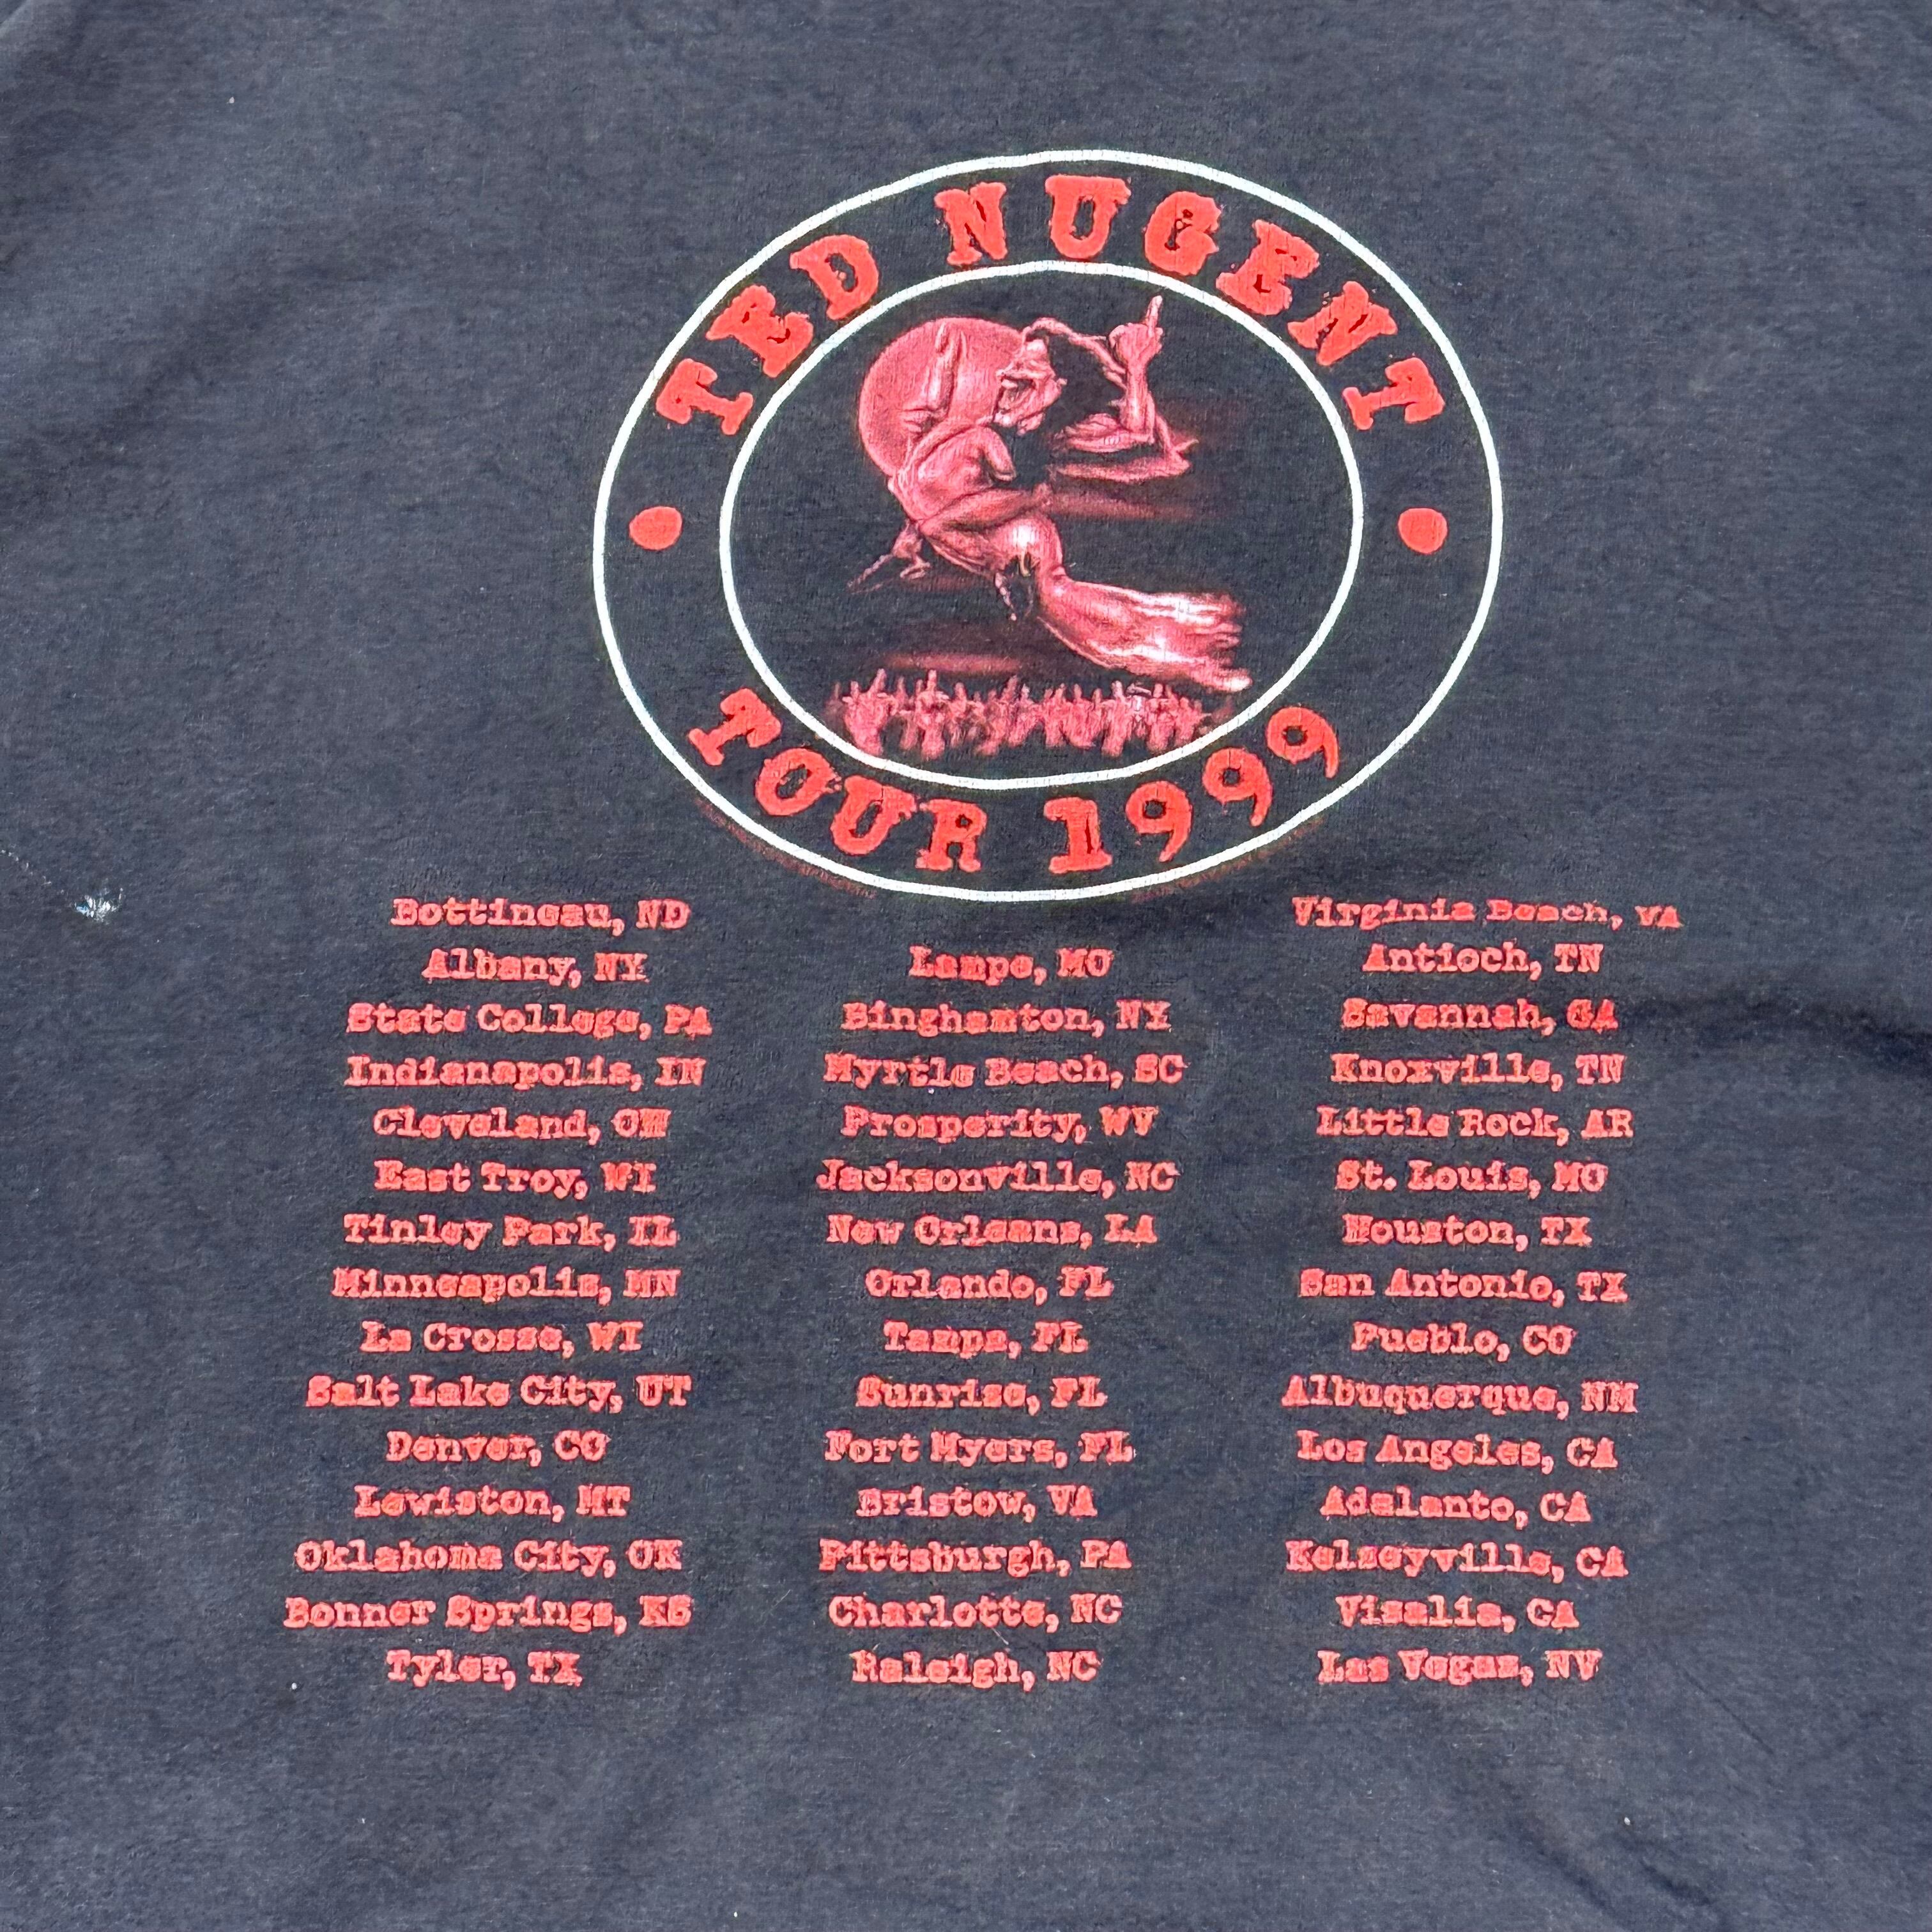 TED NUGENT
TOUR 1999
Bottineau, ND
Albany, NY
State College, PA
Indianapolis, IN
Cleveland, OH
East Troy, WI
Tinley Park, IL
Minneapolis, MN
La Crosse, WI
Salt Lake City, UT
Denver, CO
Lewiston, MT
Oklahoma City, OK
Bonner Springs, KS
Tyler, TX
Lampe, MO
Binghamton, NY
Myrtle Beach, SC
Prosperity, WV
Jacksonville, NC
New Orleans, LA
Orlando, FL
Tampa, FL
Sunrise, FL
Fort Myers, FL
Bristow, VA
Pittsburgh, PA
Charlotte, NC
Raleigh, NC
Virginia Beach, VA
Antioch, TN
Savannah, GA
Knoxville, TN
Little Rock, AR
St. Louis, MO
Houston, TX
San Antonio, TX
Pueblo, CO
Albuquerque, NM
Los Angeles, CA
Adelanto, CA
Kelseyville, CA
Visalia, CA
Las Vegas, NV